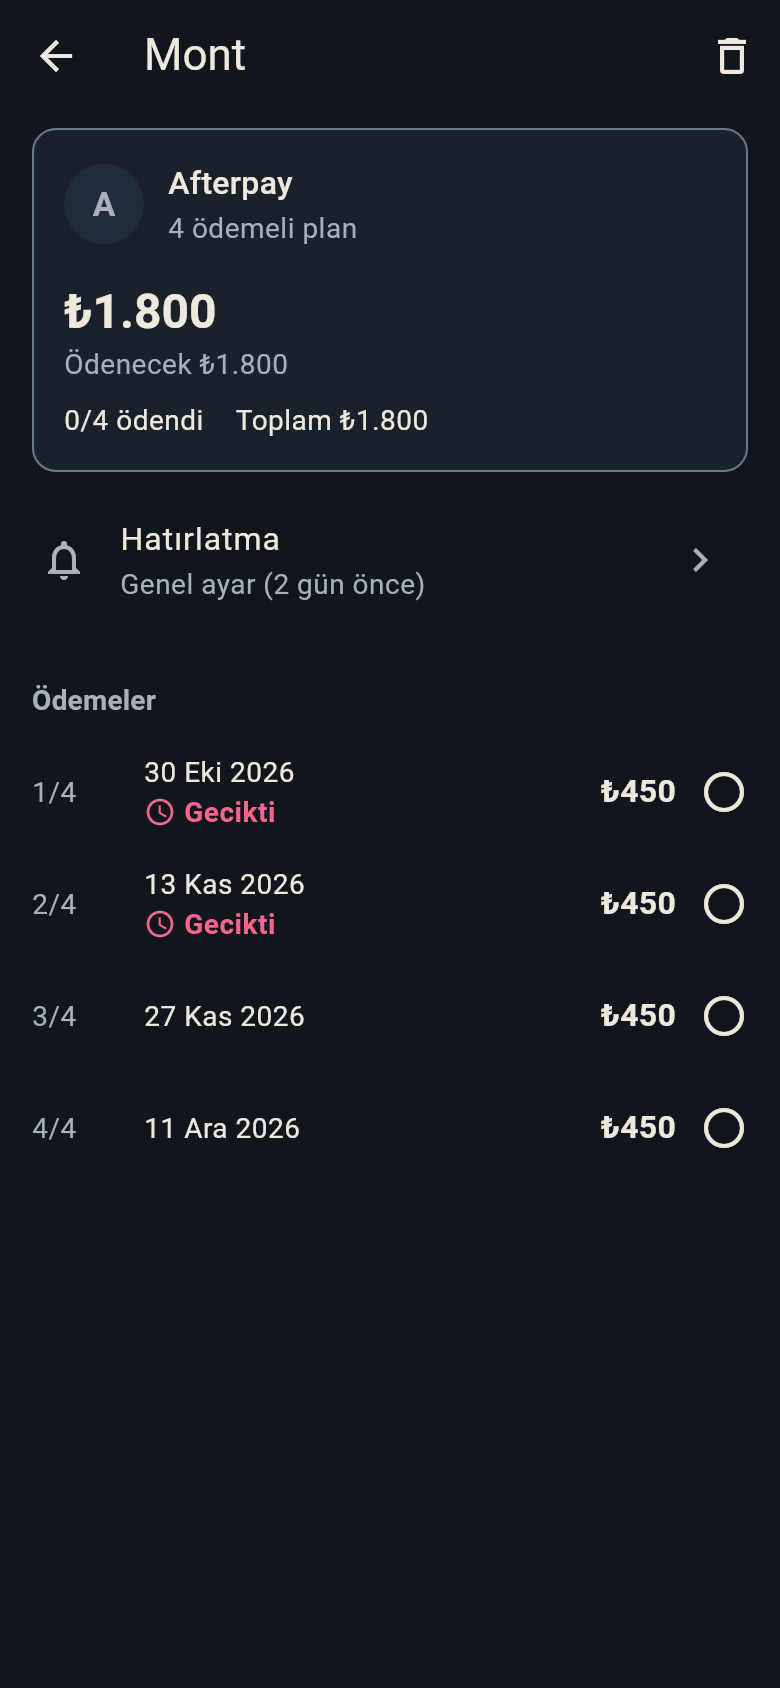 Mont
A
Afterpay
4 ödemeli plan
₺1.800
Ödenecek ₺1.800
0/4 ödendi Toplam ₺1.800
Hatırlatma
Genel ayar (2 gün önce)
Ödemeler
1/4 30 Eki 2026 ₺450
Gecikti
2/4 13 Kas 2026 ₺450
Gecikti
3/4 27 Kas 2026 ₺450
4/4 11 Ara 2026 ₺450